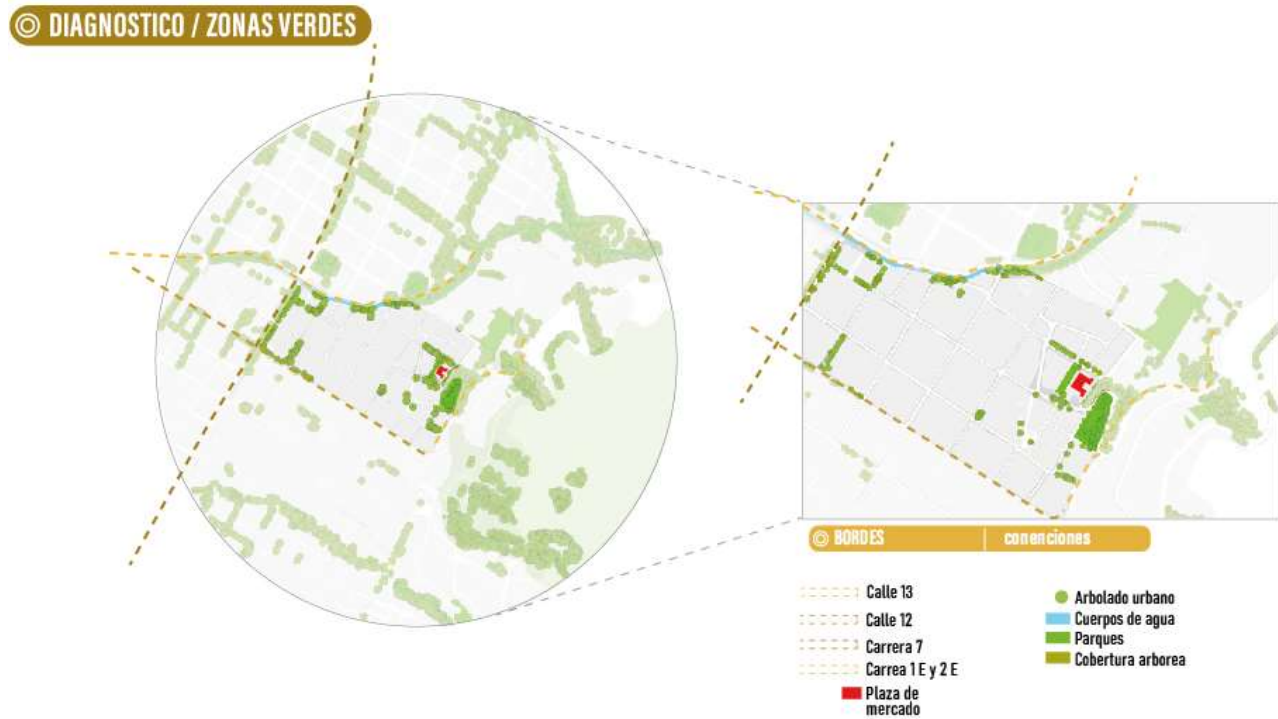 DIAGNOSTICO / ZONAS VERDES
BORDES
conenciones
Calle 13
Calle 12
Carrera 7
Carrea 1 E y 2 E
Plaza de
mercado
Arbolado urbano
Cuerpos de agua
Parques
Cobertura arborea